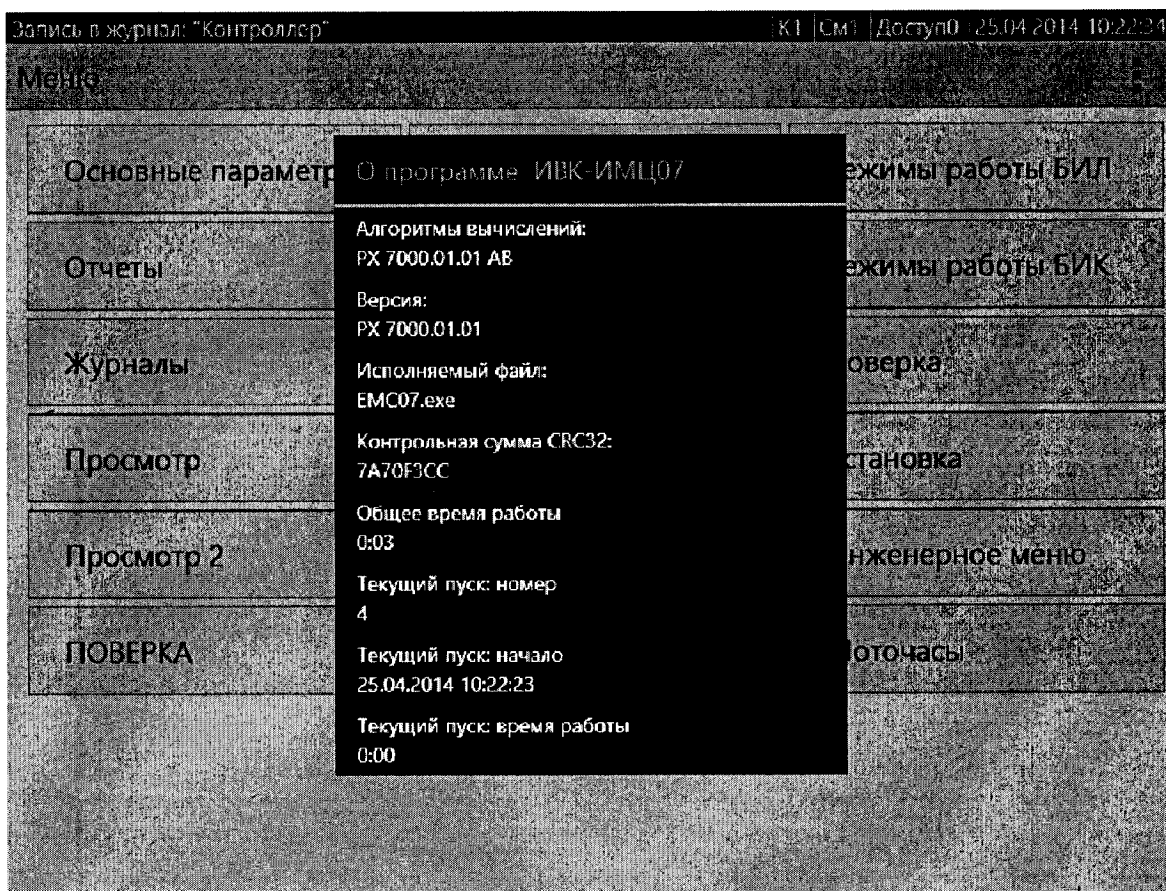 Запись в журнал: "Контроллер"
К1 См1 Доступ0 25.04.2014 10:22:34
Меню
Основные параметр
Отчеты
Журналы
Просмотр
Просмотр 2
ПОВЕРКА
О программе ИВК-ИМЦ07
Алгоритмы вычислений:
PX 7000.01.01 АВ
Версия:
PX 7000.01.01
Исполняемый файл:
EMC07.exe
Контрольная сумма CRC32:
7A70F3CC
Общее время работы
0:03
Текущий пуск: номер
4
Текущий пуск: начало
25.04.2014 10:22:23
Текущий пуск: время работы
0:00
ежимы работы БИЛ
ежимы работы БИК
оверка
становка
нженерное меню
оточасы